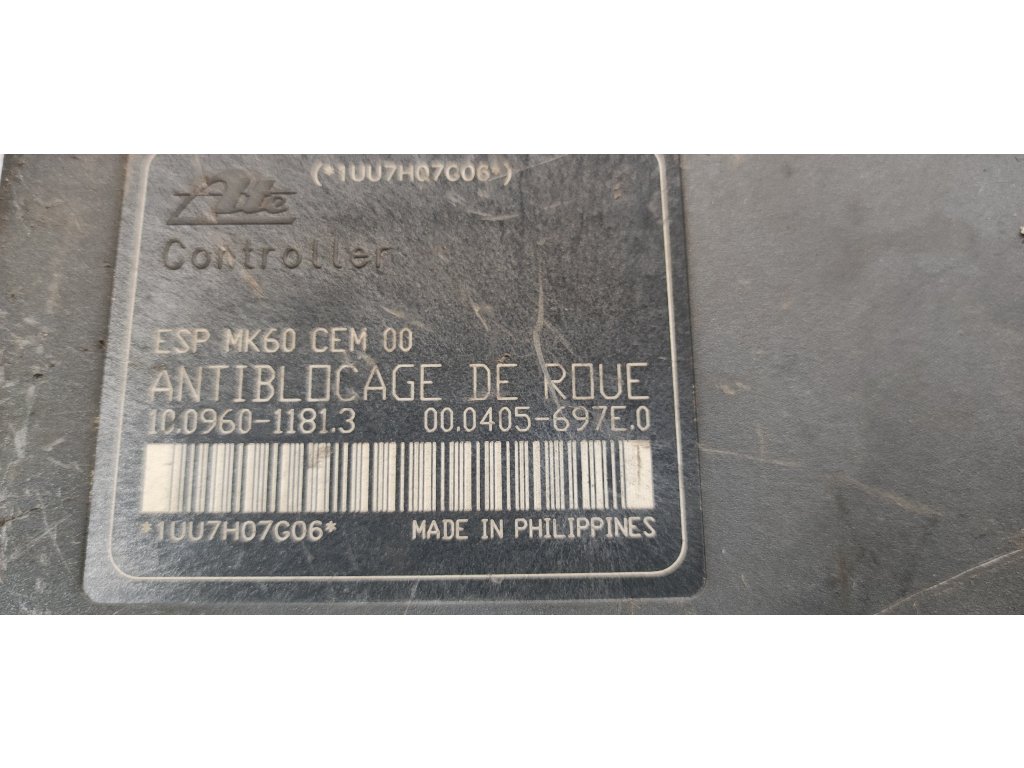 (*1UU7H07G06*)
Ate
Controller
ESP MK60 CEM 00
ANTIBLOCAGE DE ROUE
10.0960-1181.3 00.0405-697E.0
*1UU7H07G06* MADE IN PHILIPPINES